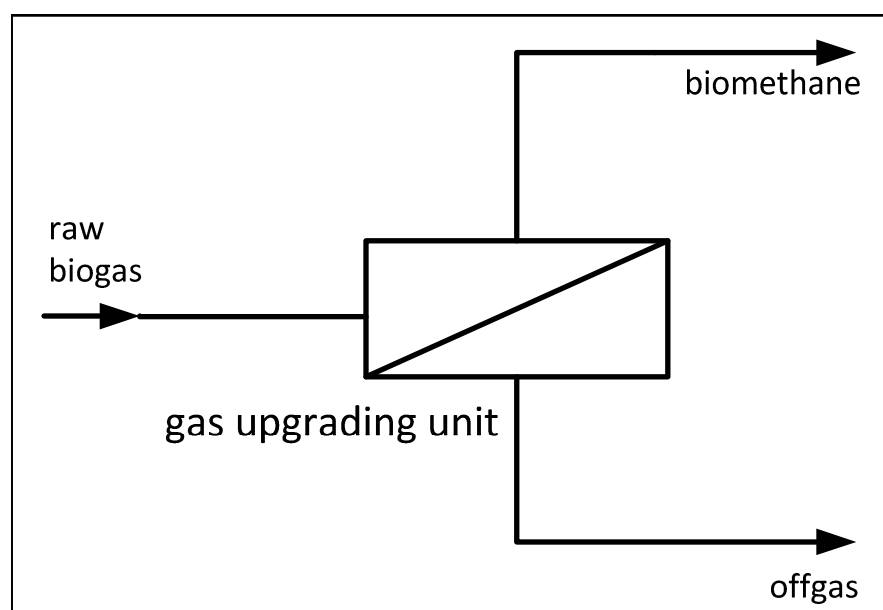 biomethane
raw
biogas
gas upgrading unit
offgas